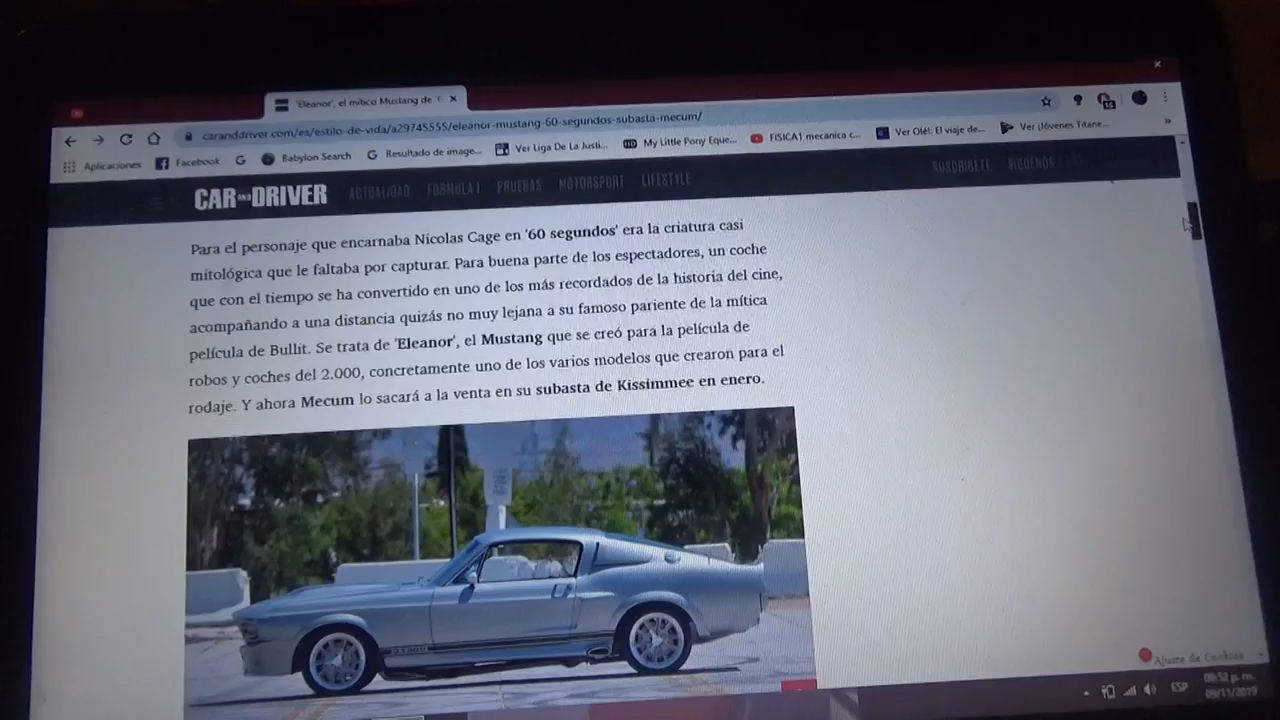 'Eleanor', el mítico Mustang de
caranddriver.com/es/estilo-de-vida/a29745555/eleanor-mustang-60-segundos-subasta-mecum/
Aplicaciones Facebook Babylon Search Resultado de image... Ver Liga De La Justi... My Little Pony Eque... FISICA1 mecanica c... Ver Olé!: El viaje de... Ver ¡Jóvenes Titane...
CAR AND DRIVER ACTUALIDAD FÓRMULA 1 PRUEBAS MOTORSPORT LIFESTYLE SUSCRÍBETE SÍGUENOS
Para el personaje que encarnaba Nicolas Cage en '60 segundos' era la criatura casi
mitológica que le faltaba por capturar. Para buena parte de los espectadores, un coche
que con el tiempo se ha convertido en uno de los más recordados de la historia del cine,
acompañando a una distancia quizás no muy lejana a su famoso pariente de la mítica
película de Bullit. Se trata de 'Eleanor', el Mustang que se creó para la película de
robos y coches del 2.000, concretamente uno de los varios modelos que crearon para el
rodaje. Y ahora Mecum lo sacará a la venta en su subasta de Kissimmee en enero.
Ajuste de Cookies
ESP
08:52 p. m.
09/11/2019